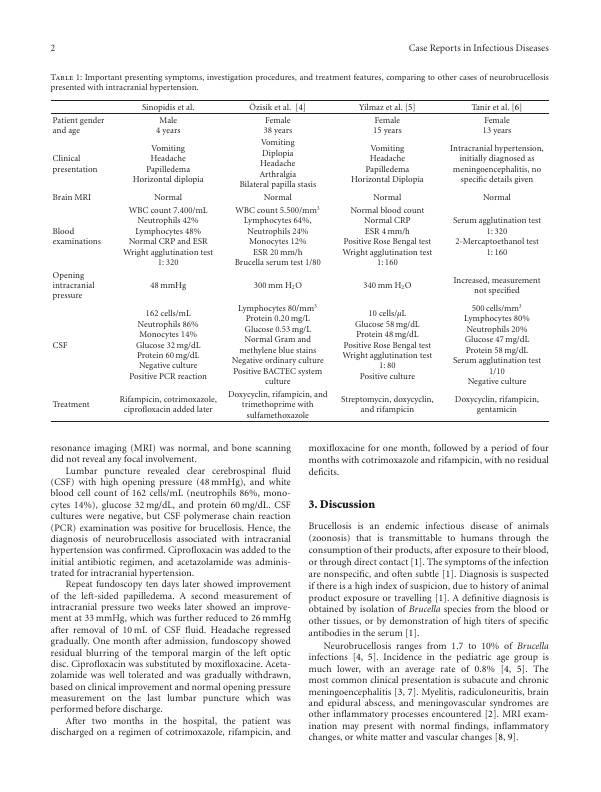 2
Case Reports in Infectious Diseases
Table 1: Important presenting symptoms, investigation procedures, and treatment features, comparing to other cases of neurobrucellosis
presented with intracranial hypertension.
Sinopidis et al. Özisik et al. [4] Yilmaz et al. [5] Tanir et al. [6]
Patient gender
and age
Male
4 years
Female
38 years
Female
15 years
Female
13 years
Clinical
presentation
Vomiting
Headache
Papilledema
Horizontal diplopia
Vomiting
Diplopia
Headache
Arthralgia
Bilateral papilla stasis
Vomiting
Headache
Papilledema
Horizontal Diplopia
Intracranial hypertension,
initially diagnosed as
meningoencephalitis, no
specific details given
Brain MRI Normal Normal Normal Normal
Blood
examinations
WBC count 7.400/mL
Neutrophils 42%
Lymphocytes 48%
Normal CRP and ESR
Wright agglutination test
1: 320
WBC count 5.500/mm³
Lymphocytes 64%,
Neutrophils 24%
Monocytes 12%
ESR 20 mm/h
Brucella serum test 1/80
Normal blood count
Normal CRP
ESR 4 mm/h
Positive Rose Bengal test
Wright agglutination test
1: 160
Serum agglutination test
1: 320
2-Mercaptoethanol test
1: 160
Opening
intracranial
pressure
48 mmHg
300 mm H₂O
340 mm H₂O
Increased, measurement
not specified
CSF
162 cells/mL
Neutrophils 86%
Monocytes 14%
Glucose 32 mg/dL
Protein 60 mg/dL
Negative culture
Positive PCR reaction
Lymphocytes 80/mm³
Protein 0.20 mg/L
Glucose 0.53 mg/L
Normal Gram and
methylene blue stains
Negative ordinary culture
Positive BACTEC system
culture
10 cells/μL
Glucose 58 mg/dL
Protein 48 mg/dL
Positive Rose Bengal test
Wright agglutination test
1: 80
Positive culture
500 cells/mm³
Lymphocytes 80%
Neutrophils 20%
Glucose 47 mg/dL
Protein 58 mg/dL
Serum agglutination test
1/10
Negative culture
Treatment
Rifampicin, cotrimoxazole,
ciprofloxacin added later
Doxycyclin, rifampicin, and
trimethoprime with
sulfamethoxazole
Streptomycin, doxycyclin,
and rifampicin
Doxycyclin, rifampicin,
gentamicin
resonance imaging (MRI) was normal, and bone scanning
did not reveal any focal involvement.
Lumbar puncture revealed clear cerebrospinal fluid
(CSF) with high opening pressure (48 mmHg), and white
blood cell count of 162 cells/mL (neutrophils 86%, mono-
cytes 14%), glucose 32 mg/dL, and protein 60 mg/dL. CSF
cultures were negative, but CSF polymerase chain reaction
(PCR) examination was positive for brucellosis. Hence, the
diagnosis of neurobrucellosis associated with intracranial
hypertension was confirmed. Ciprofloxacin was added to the
initial antibiotic regimen, and acetazolamide was adminis-
trated for intracranial hypertension.
Repeat fundoscopy ten days later showed improvement
of the left-sided papilledema. A second measurement of
intracranial pressure two weeks later showed an improve-
ment at 33 mmHg, which was further reduced to 26 mmHg
after removal of 10 mL of CSF fluid. Headache regressed
gradually. One month after admission, fundoscopy showed
residual blurring of the temporal margin of the left optic
disc. Ciprofloxacin was substituted by moxifloxacine. Aceta-
zolamide was well tolerated and was gradually withdrawn,
based on clinical improvement and normal opening pressure
measurement on the last lumbar puncture which was
performed before discharge.
After two months in the hospital, the patient was
discharged on a regimen of cotrimoxazole, rifampicin, and
moxifloxacine for one month, followed by a period of four
months with cotrimoxazole and rifampicin, with no residual
deficits.
3. Discussion
Brucellosis is an endemic infectious disease of animals
(zoonosis) that is transmittable to humans through the
consumption of their products, after exposure to their blood,
or through direct contact [1]. The symptoms of the infection
are nonspecific, and often subtle [1]. Diagnosis is suspected
if there is a high index of suspicion, due to history of animal
product exposure or travelling [1]. A definitive diagnosis is
obtained by isolation of Brucella species from the blood or
other tissues, or by demonstration of high titers of specific
antibodies in the serum [1].
Neurobrucellosis ranges from 1.7 to 10% of Brucella
infections [4, 5]. Incidence in the pediatric age group is
much lower, with an average rate of 0.8% [4, 5]. The
most common clinical presentation is subacute and chronic
meningoencephalitis [3, 7]. Myelitis, radiculoneuritis, brain
and epidural abscess, and meningovascular syndromes are
other inflammatory processes encountered [2]. MRI exam-
ination may present with normal findings, inflammatory
changes, or white matter and vascular changes [8, 9].